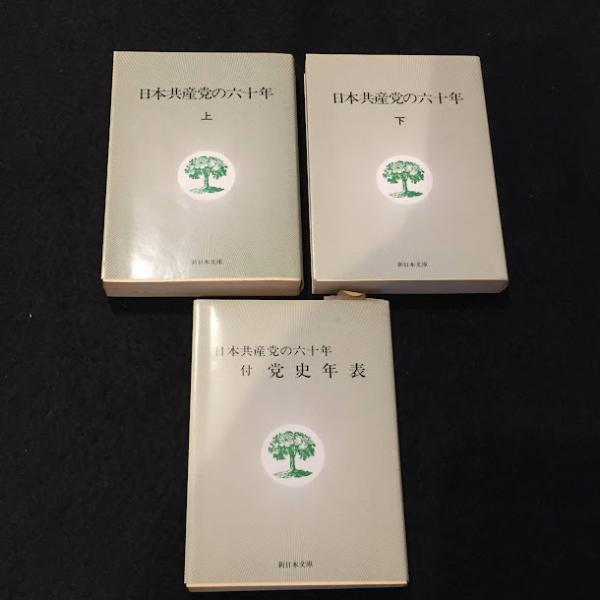 日本共産党の六十年
上
新日本文庫
日本共産党の六十年
下
新日本文庫
日本共産党の六十年
付 党史年表
新日本文庫